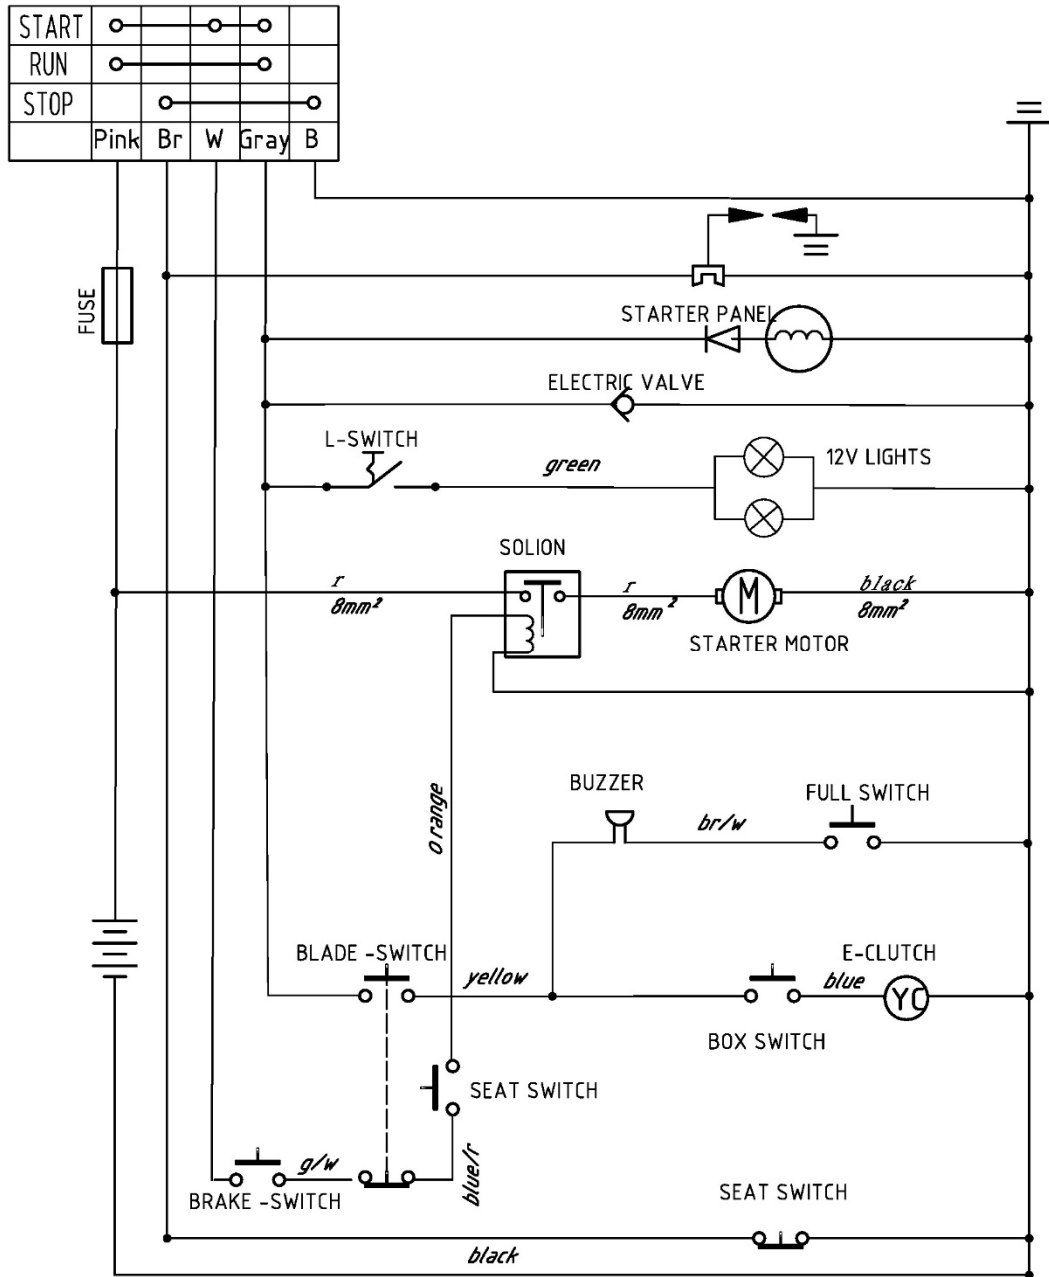 START
RUN
STOP
Pink Br W Gray B
FUSE
STARTER PANEL
ELECTRIC VALVE
L-SWITCH
green
12V LIGHTS
SOLION
r
8mm²
r
8mm²
M
black
8mm²
STARTER MOTOR
orange
BUZZER
br/w
FULL SWITCH
BLADE -SWITCH
yellow
E-CLUTCH
blue
YC
BOX SWITCH
SEAT SWITCH
g/w
blue/r
BRAKE -SWITCH
SEAT SWITCH
black